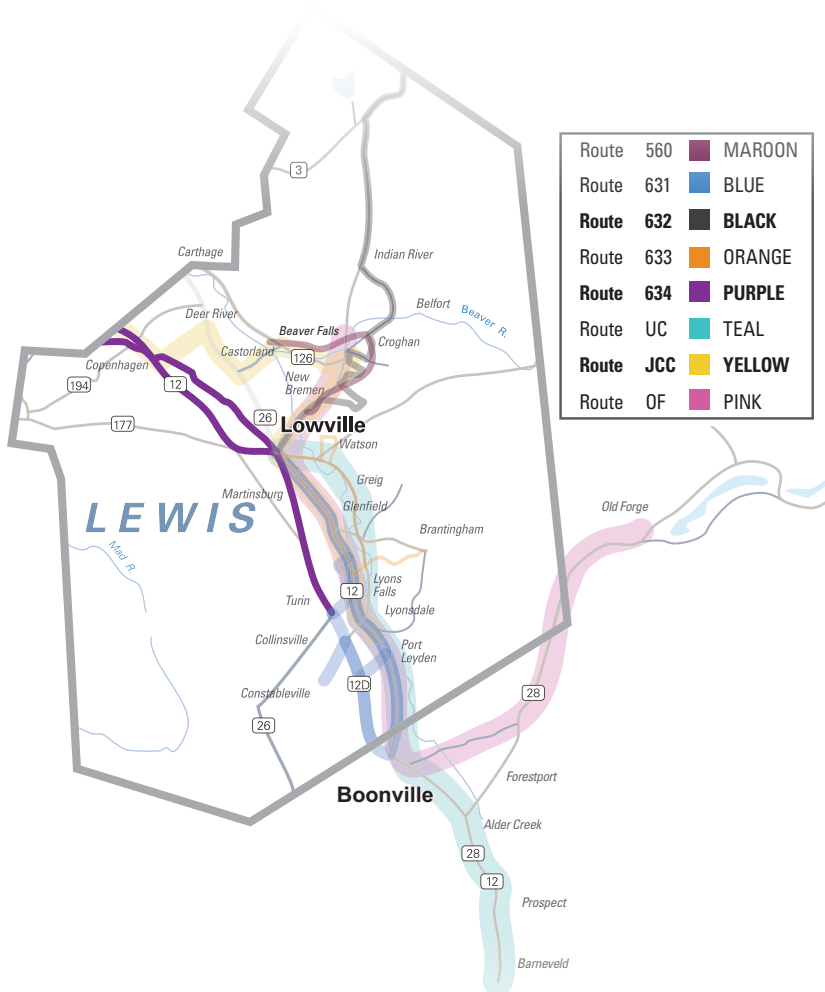 Route 560 MAROON
Route 631 BLUE
Route 632 BLACK
Route 633 ORANGE
Route 634 PURPLE
Route UC TEAL
Route JCC YELLOW
Route OF PINK
3
Carthage
Indian River
Belfort
Beaver R.
Deer River
Beaver Falls
Croghan
Castorland
126
Copenhagen
12
194
New
Bremen
26
177
Lowville
Watson
Greig
Martinsburg
Glenfield
LEWIS
Brantingham
Old Forge
Mad R.
12
Lyons
Falls
Turin
Lyonsdale
Collinsville
Port
Leyden
12D
Constableville
28
26
Forestport
Boonville
Alder Creek
28
12
Prospect
Barneveld